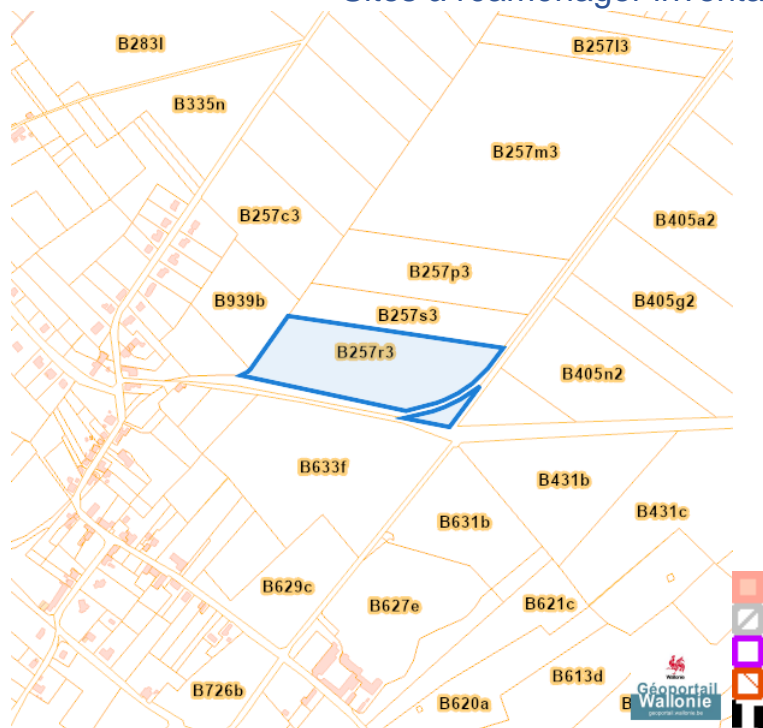 B283l
B257l3
B335n
B257m3
B257c3
B405a2
B257p3
B939b
B405g2
B257s3
B257r3
B405n2
B633f
B431b
B431c
B631b
B629c
B627e
B621c
B613d
B726b
B620a
Wallonie
Géoportail
Wallonie
geoportail.wallonie.be